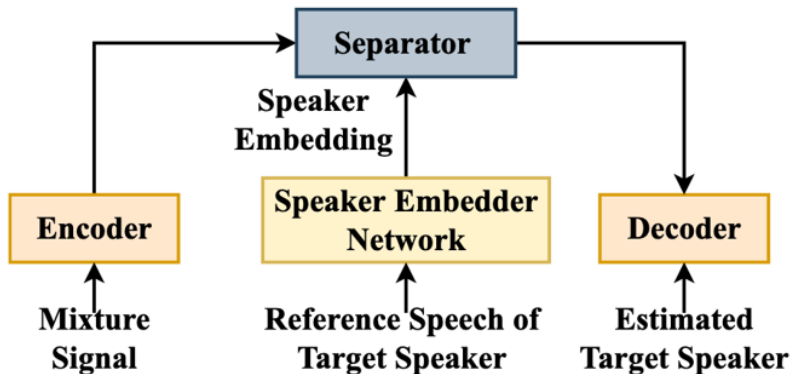 Separator
Speaker
Embedding
Encoder
Speaker Embedder
Network
Decoder
Mixture
Signal
Reference Speech of
Target Speaker
Estimated
Target Speaker